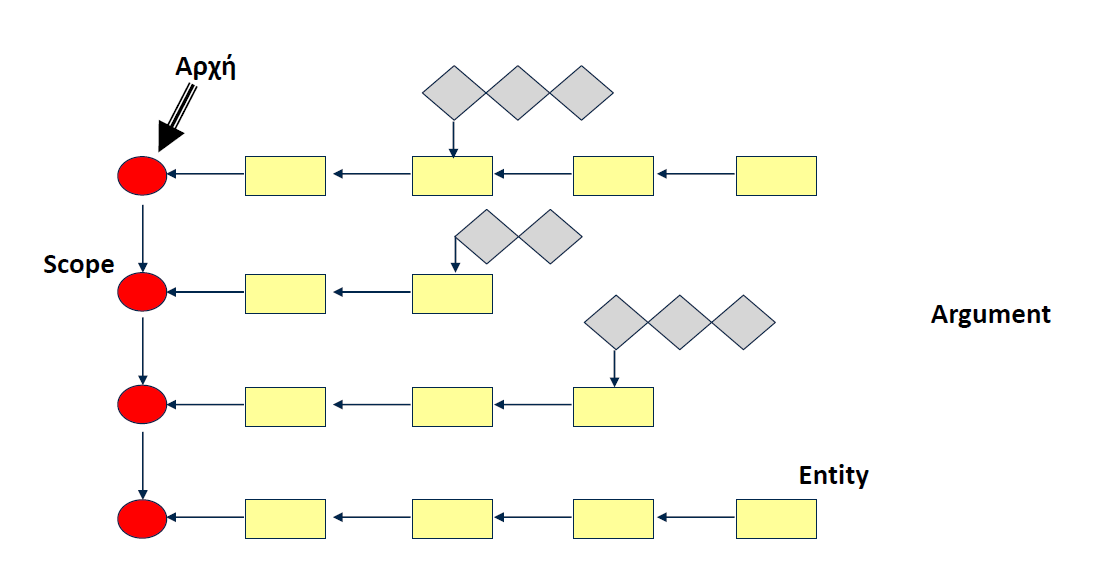 Αρχή
Scope
Argument
Entity